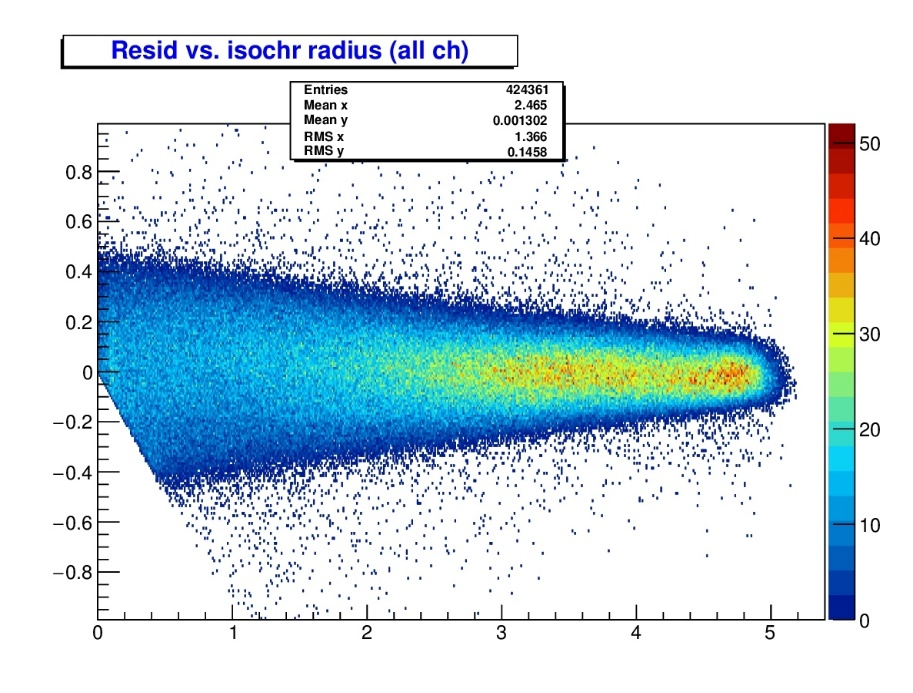 Resid vs. isochr radius (all ch)
Entries 424361
Mean x 2.465
Mean y 0.001302
RMS x 1.366
RMS y 0.1458
0.8
0.6
0.4
0.2
0
−0.2
−0.4
−0.6
−0.8
0 1 2 3 4 5
50
40
30
20
10
0